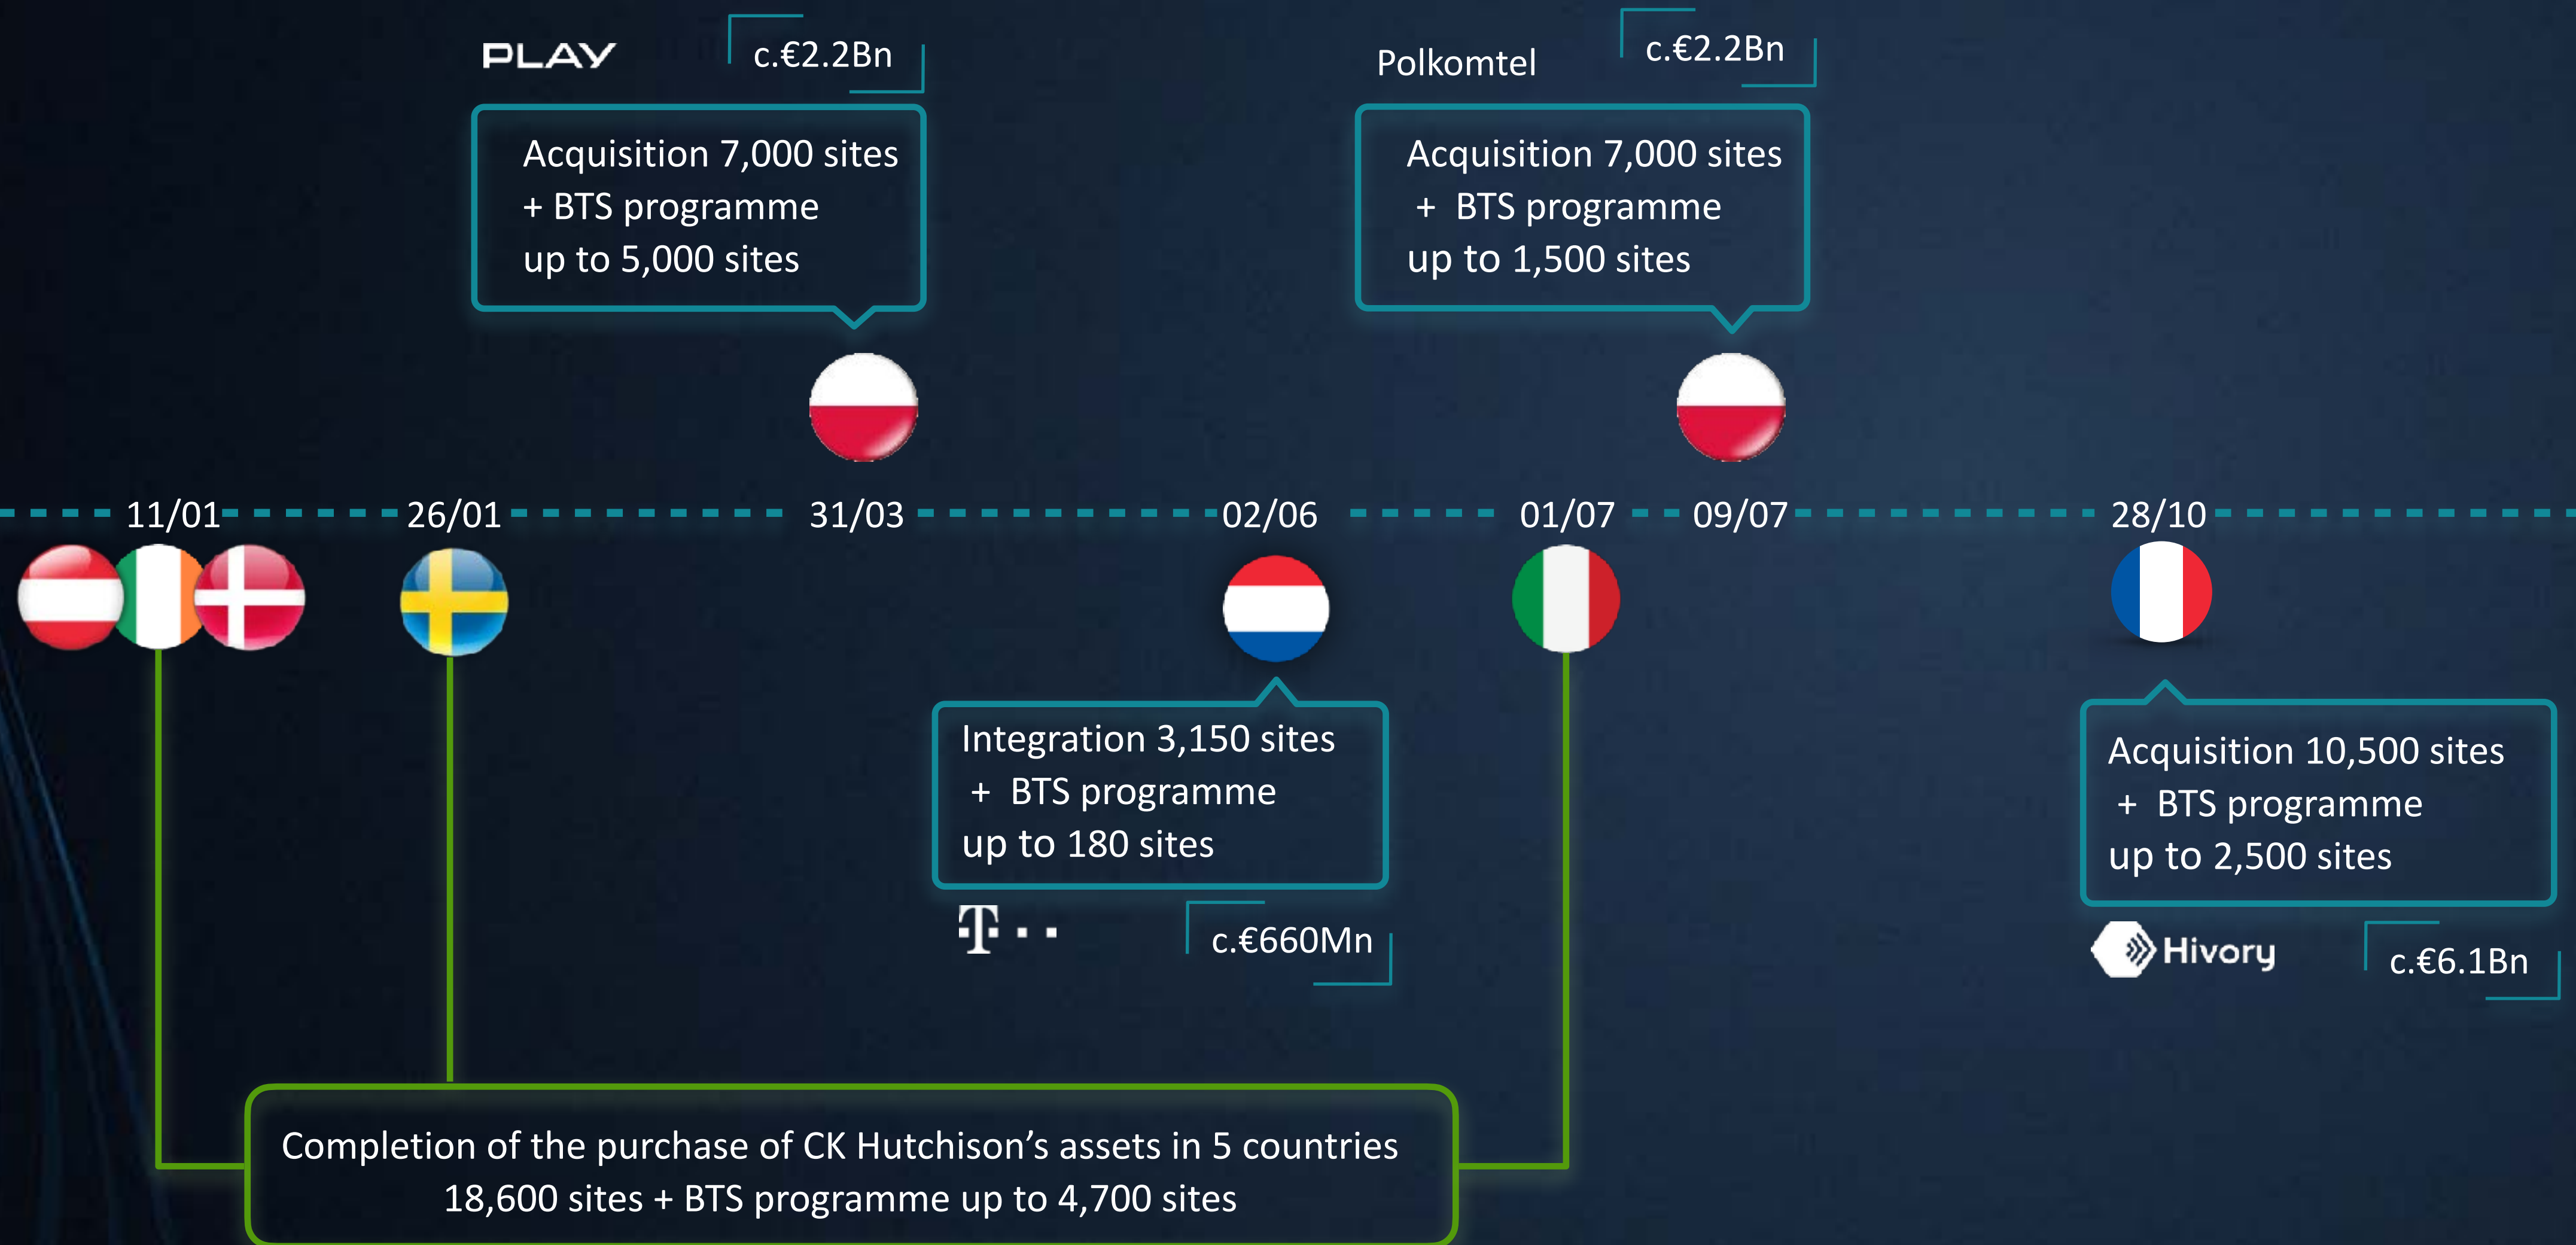 PLAY
c.€2.2Bn
Acquisition 7,000 sites
+ BTS programme
up to 5,000 sites
Polkomtel
c.€2.2Bn
Acquisition 7,000 sites
+ BTS programme
up to 1,500 sites
11/01
26/01
31/03
02/06
01/07
09/07
28/10
Integration 3,150 sites
+ BTS programme
up to 180 sites
T
c.€660Mn
Acquisition 10,500 sites
+ BTS programme
up to 2,500 sites
Hivory
c.€6.1Bn
Completion of the purchase of CK Hutchison’s assets in 5 countries
18,600 sites + BTS programme up to 4,700 sites